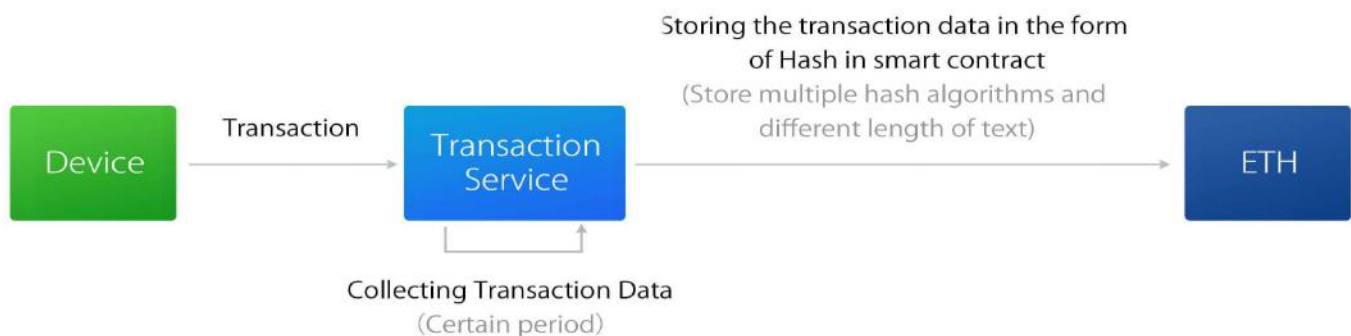 Storing the transaction data in the form
of Hash in smart contract
(Store multiple hash algorithms and
different length of text)
Device
Transaction
Transaction
Service
ETH
Collecting Transaction Data
(Certain period)